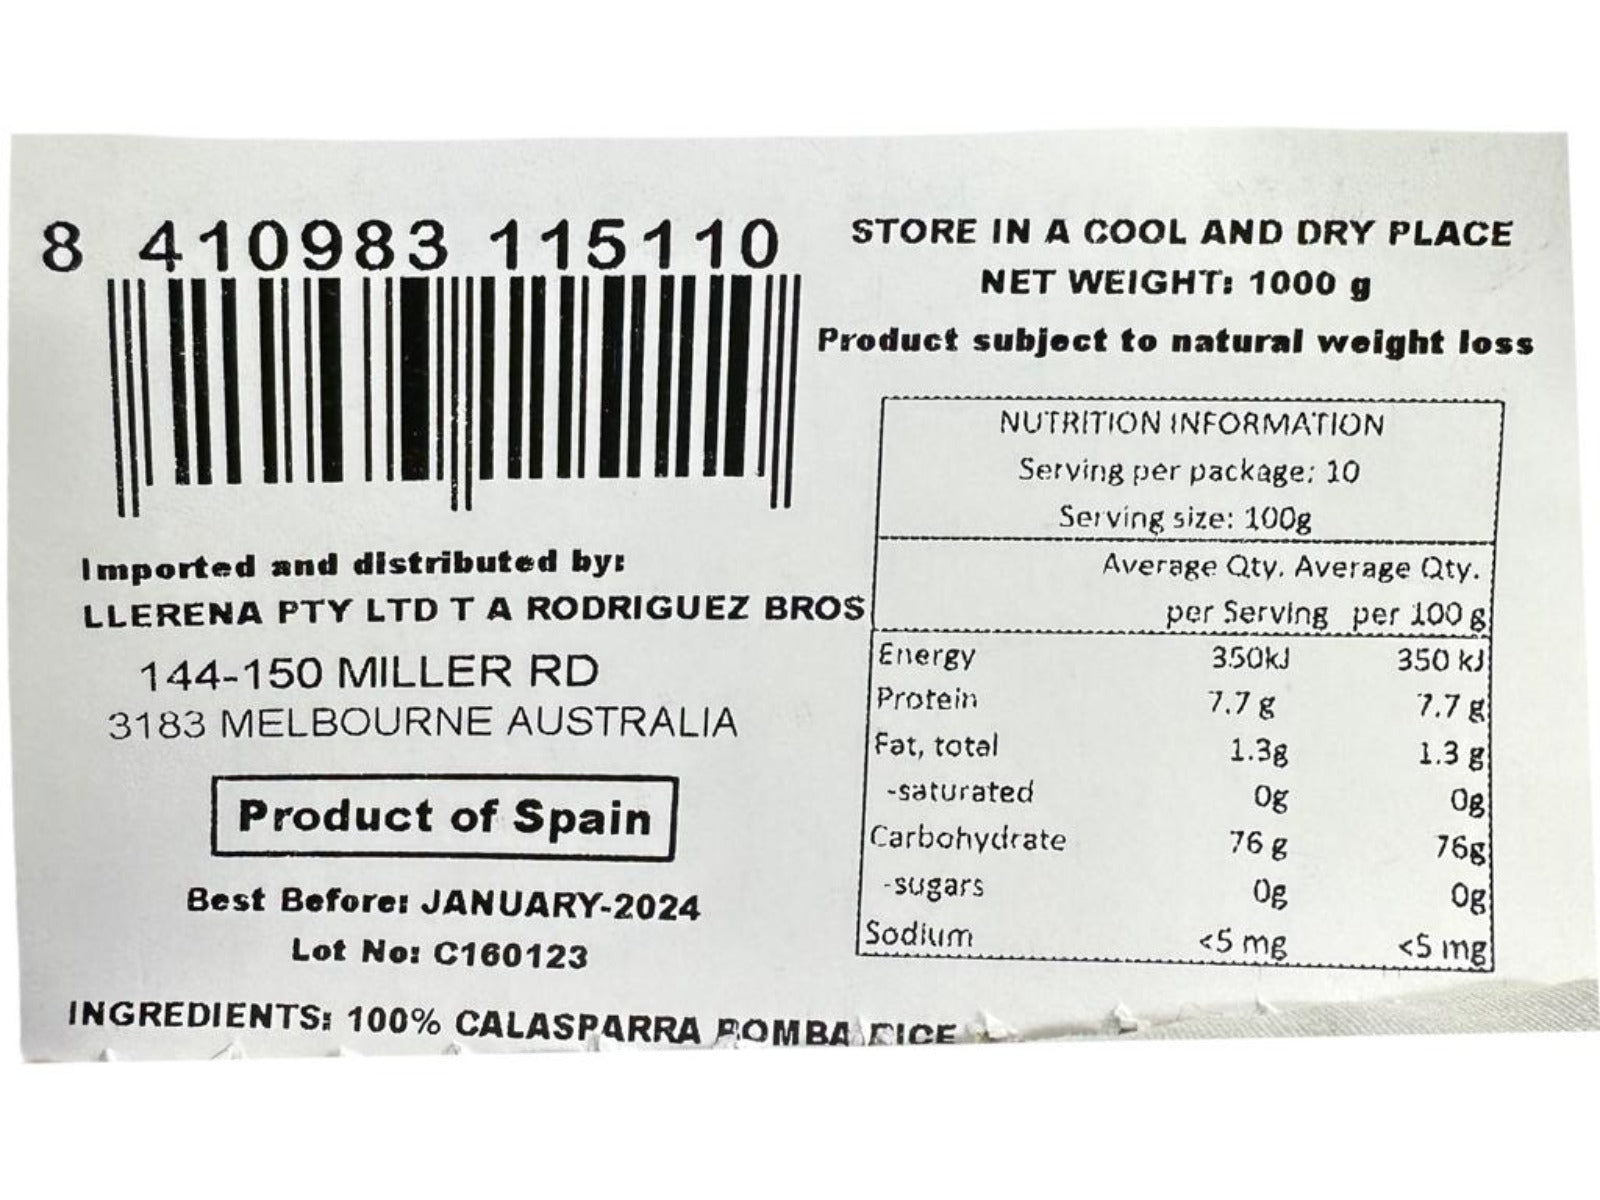 8 410983 115110
Imported and distributed by:
LLERENA PTY LTD T A RODRIGUEZ BROS
144-150 MILLER RD
3183 MELBOURNE AUSTRALIA
Product of Spain
Best Before: JANUARY-2024
Lot No: C160123
INGREDIENTS: 100% CALASPARRA BOMBA RICE
STORE IN A COOL AND DRY PLACE
NET WEIGHT: 1000 g
Product subject to natural weight loss
NUTRITION INFORMATION
Serving per package: 10
Serving size: 100g
Average Qty. Average Qty.
per Serving per 100 g
Energy 350kJ 350 kJ
Protein 7.7 g 7.7 g
Fat, total 1.3g 1.3 g
-saturated 0g 0g
Carbohydrate 76 g 76g
-sugars 0g 0g
Sodium <5 mg <5 mg